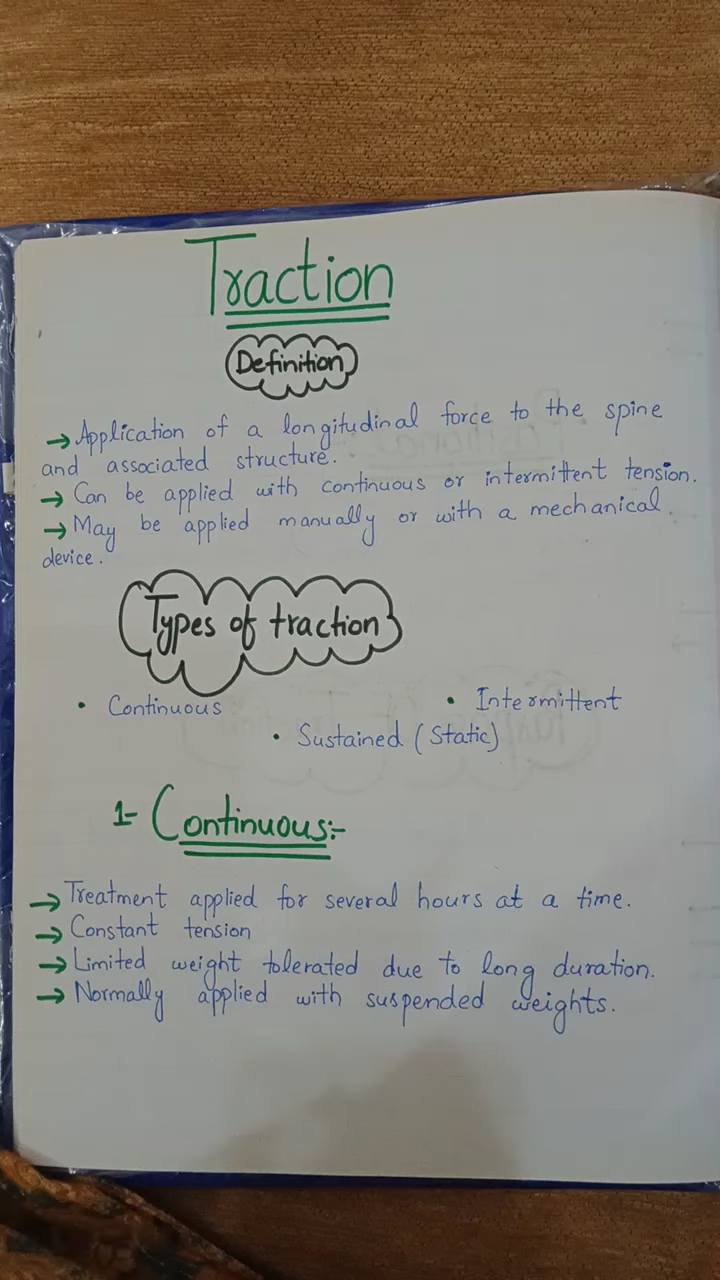 Traction
Definition
→ Application of a longitudinal force to the spine
and associated structure.
→ Can be applied with continuous or intermittent tension.
→ May be applied manually or with a mechanical
device.
Types of traction
• Continuous
• Intermittent
• Sustained (Static)
1- Continuous:-
→ Treatment applied for several hours at a time.
→ Constant tension
→ Limited weight tolerated due to long duration.
→ Normally applied with suspended weights.